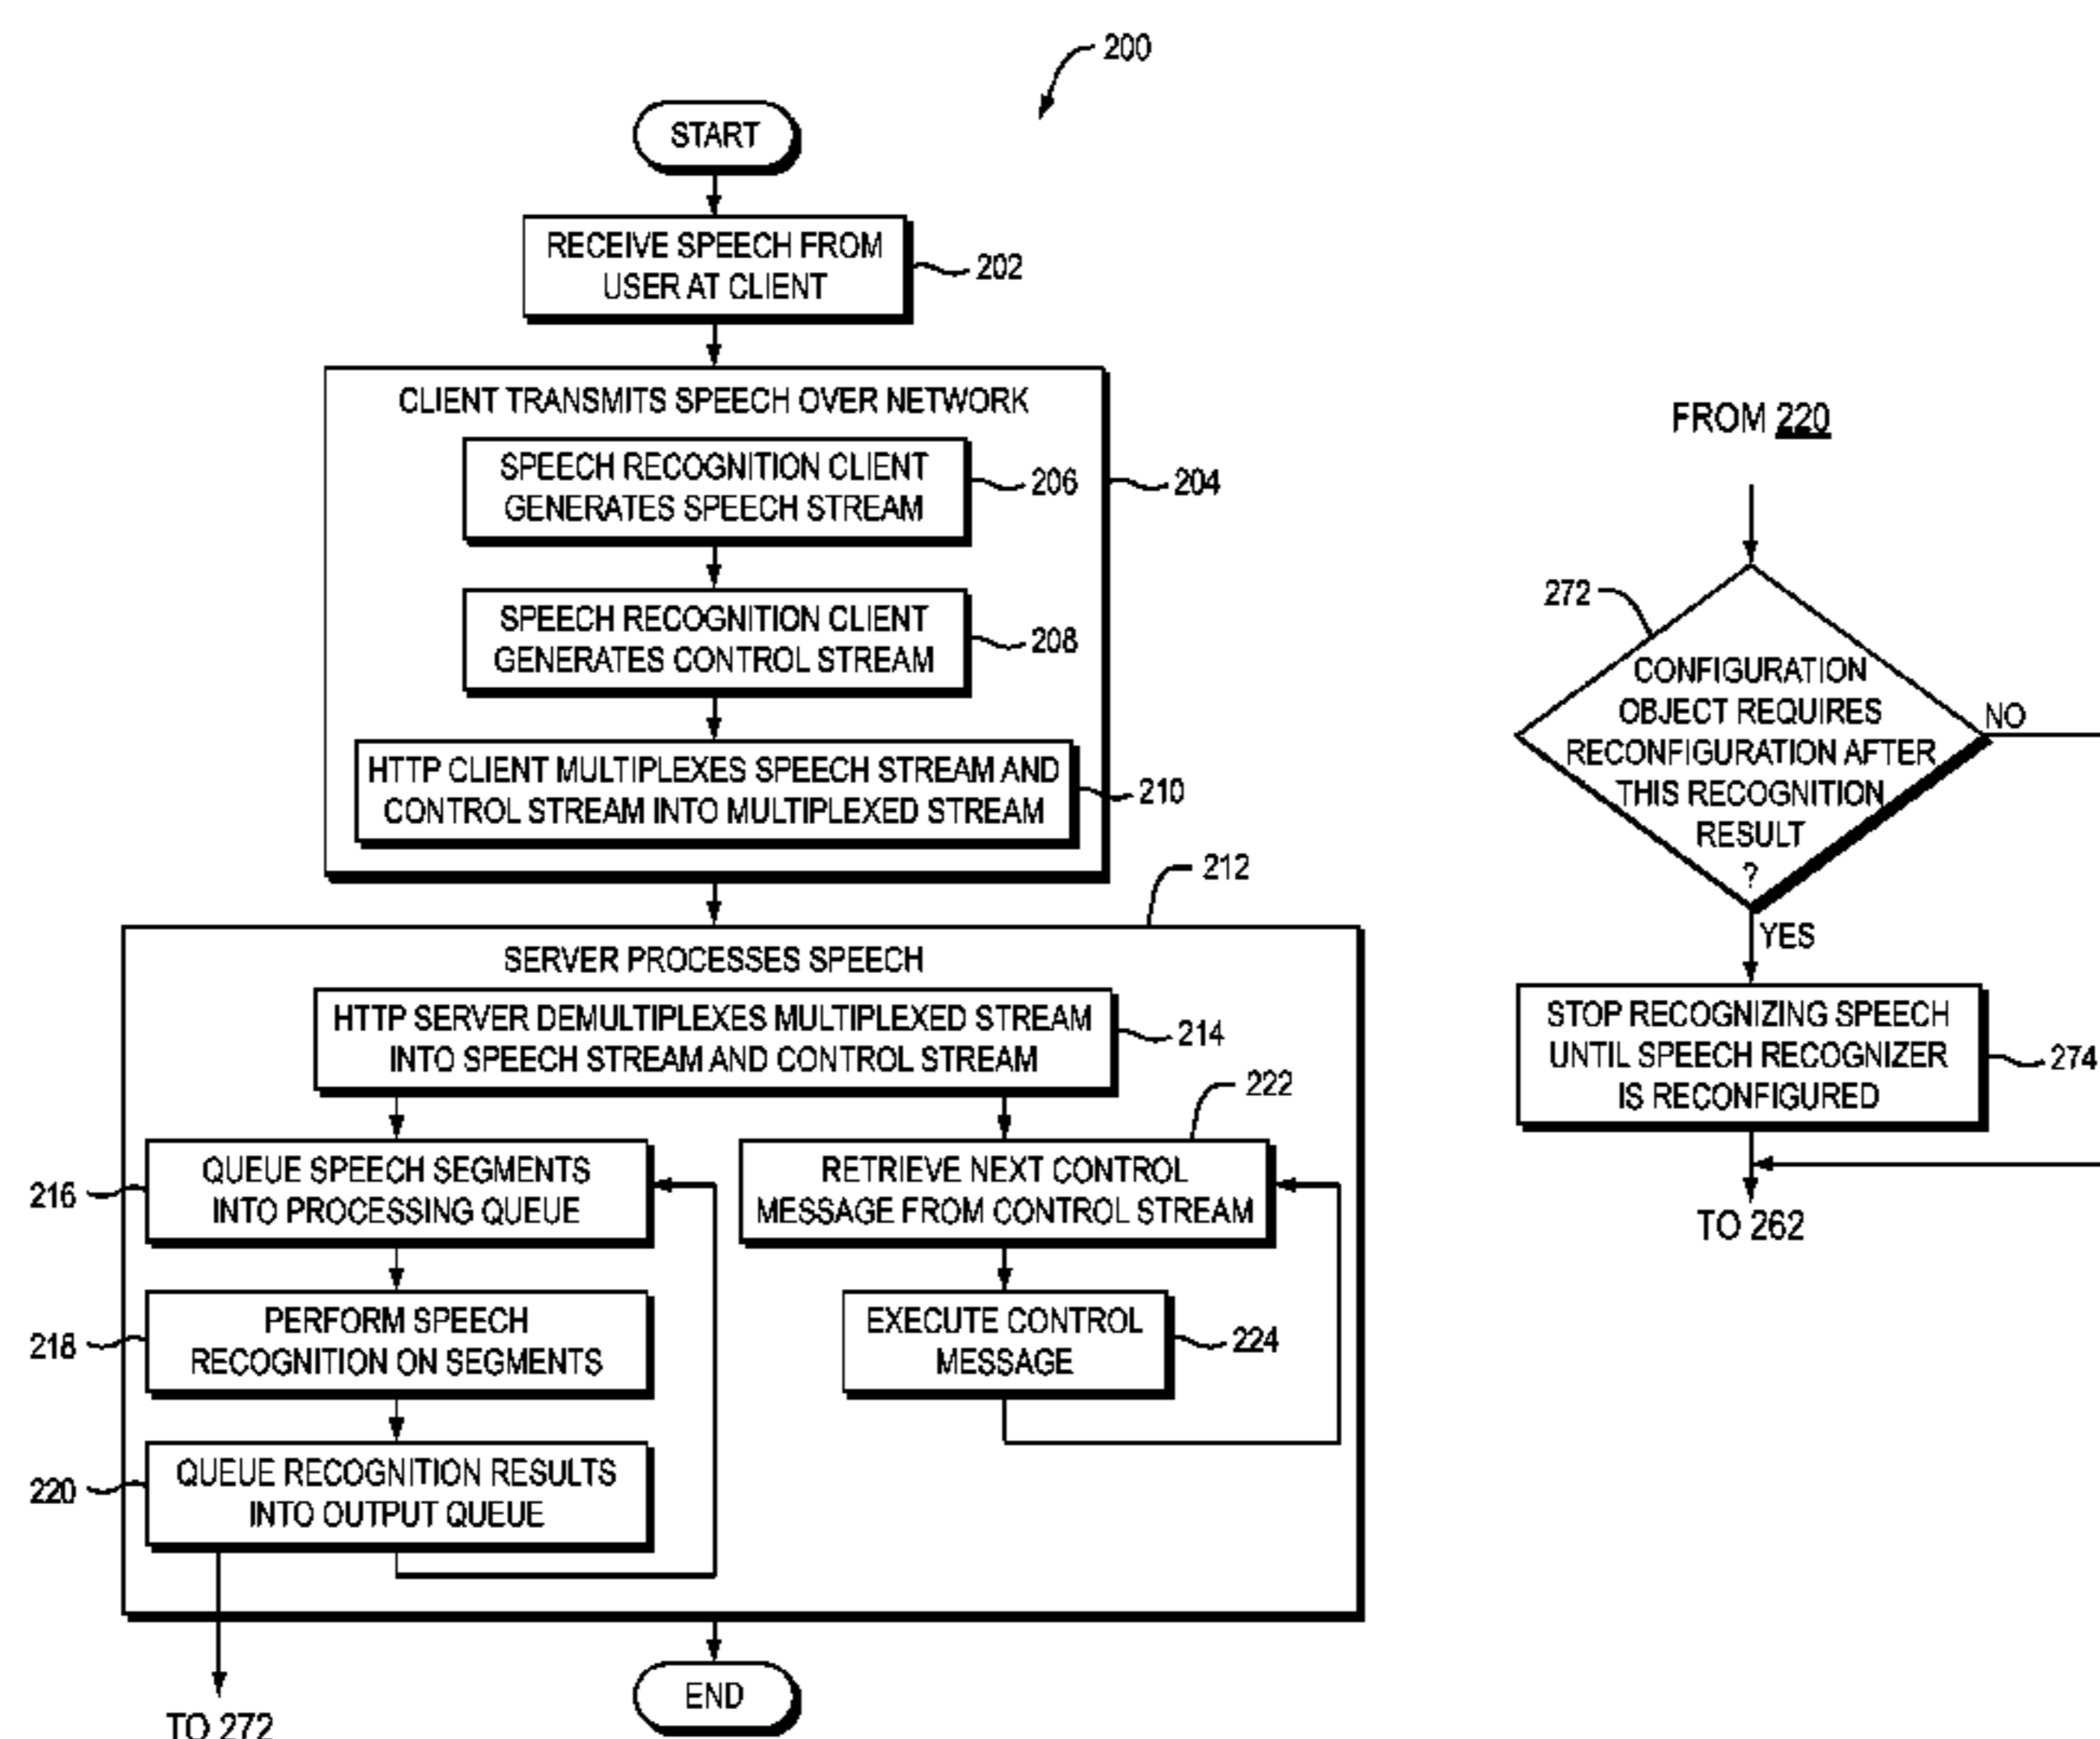 200
START
RECEIVE SPEECH FROM
USER AT CLIENT
202
CLIENT TRANSMITS SPEECH OVER NETWORK
SPEECH RECOGNITION CLIENT
GENERATES SPEECH STREAM
206
204
SPEECH RECOGNITION CLIENT
GENERATES CONTROL STREAM
208
HTTP CLIENT MULTIPLEXES SPEECH STREAM AND
CONTROL STREAM INTO MULTIPLEXED STREAM
210
212
SERVER PROCESSES SPEECH
HTTP SERVER DEMULTIPLEXES MULTIPLEXED STREAM
INTO SPEECH STREAM AND CONTROL STREAM
214
222
QUEUE SPEECH SEGMENTS
INTO PROCESSING QUEUE
216
RETRIEVE NEXT CONTROL
MESSAGE FROM CONTROL STREAM
PERFORM SPEECH
RECOGNITION ON SEGMENTS
218
EXECUTE CONTROL
MESSAGE
224
QUEUE RECOGNITION RESULTS
INTO OUTPUT QUEUE
220
TO 272
END
FROM 220
272
CONFIGURATION
OBJECT REQUIRES
RECONFIGURATION AFTER
THIS RECOGNITION
RESULT
?
NO
YES
STOP RECOGNIZING SPEECH
UNTIL SPEECH RECOGNIZER
IS RECONFIGURED
274
TO 262